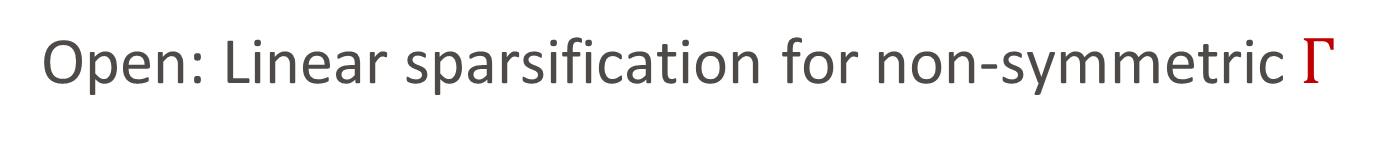 Open: Linear sparsification for non-symmetric Γ